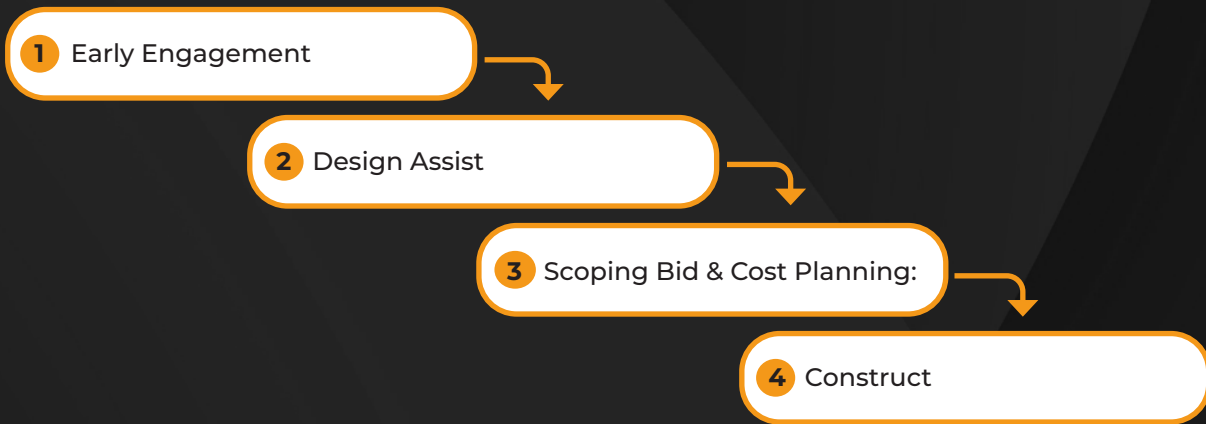 1 Early Engagement
2 Design Assist
3 Scoping Bid & Cost Planning:
4 Construct